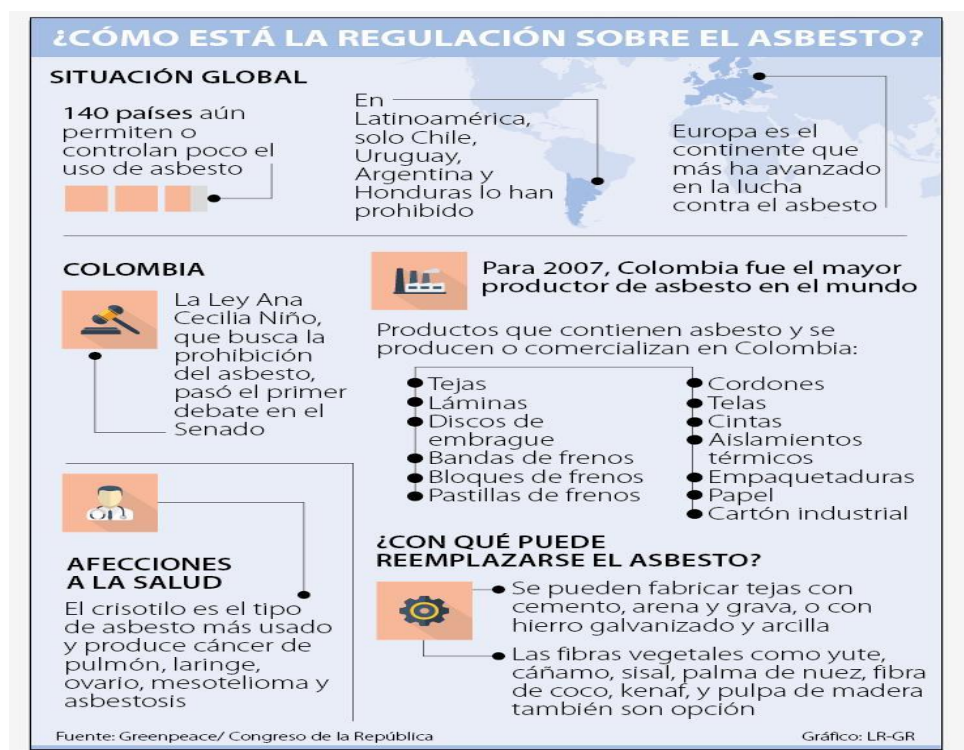 ¿CÓMO ESTÁ LA REGULACIÓN SOBRE EL ASBESTO?
SITUACIÓN GLOBAL
140 países aún
permiten o
controlan poco el
uso de asbesto
En
Latinoamérica,
solo Chile,
Uruguay,
Argentina y
Honduras lo han
prohibido
Europa es el
continente que
más ha avanzado
en la lucha
contra el asbesto
COLOMBIA
La Ley Ana
Cecilia Niño,
que busca la
prohibición
del asbesto,
pasó el primer
debate en el
Senado
Para 2007, Colombia fue el mayor
productor de asbesto en el mundo
Productos que contienen asbesto y se
producen o comercializan en Colombia:
Tejas
Láminas
Discos de
embrague
Bandas de frenos
Bloques de frenos
Pastillas de frenos
Cordones
Telas
Cintas
Aislamientos
térmicos
Empaquetaduras
Papel
Cartón industrial
AFECCIONES
A LA SALUD
El crisotilo es el tipo
de asbesto más usado
y produce cáncer de
pulmón, laringe,
ovario, mesotelioma y
asbestosis
¿CON QUÉ PUEDE
REEMPLAZARSE EL ASBESTO?
Se pueden fabricar tejas con
cemento, arena y grava, o con
hierro galvanizado y arcilla
Las fibras vegetales como yute,
cáñamo, sisal, palma de nuez, fibra
de coco, kenaf, y pulpa de madera
también son opción
Fuente: Greenpeace/ Congreso de la República
Gráfico: LR-GR